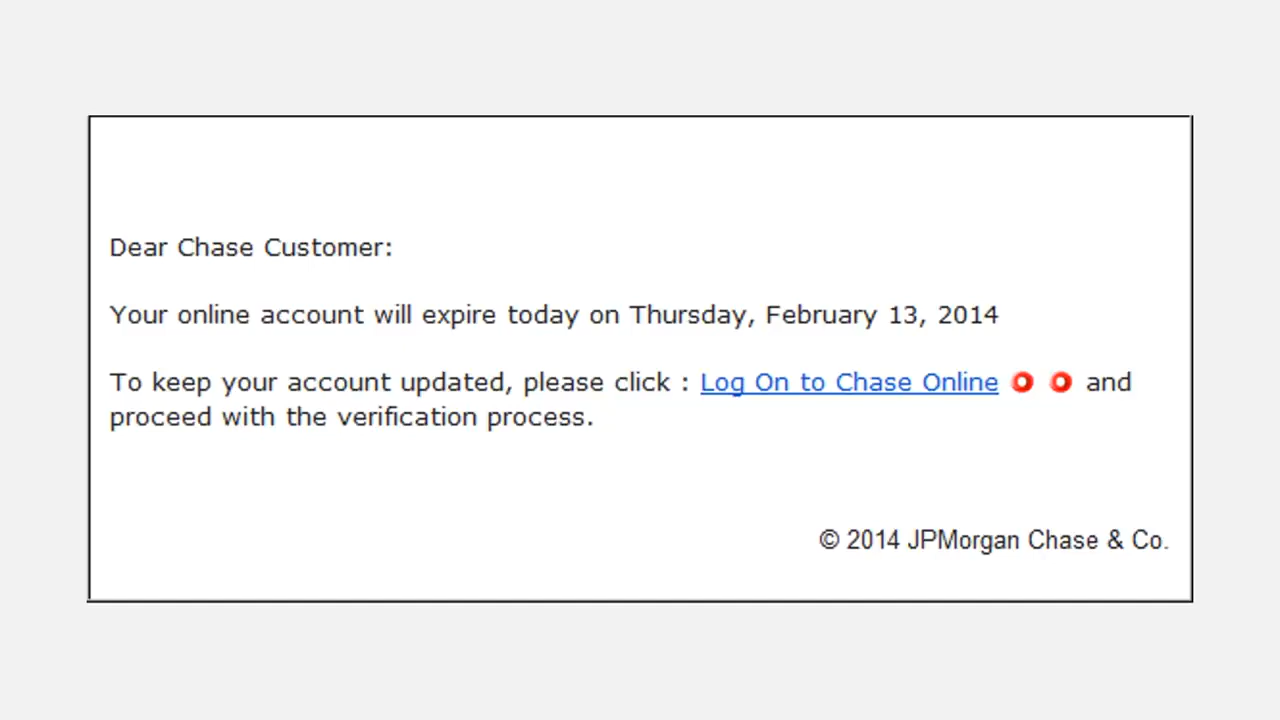 Dear Chase Customer:
Your online account will expire today on Thursday, February 13, 2014
To keep your account updated, please click : Log On to Chase Online and
proceed with the verification process.
© 2014 JPMorgan Chase & Co.